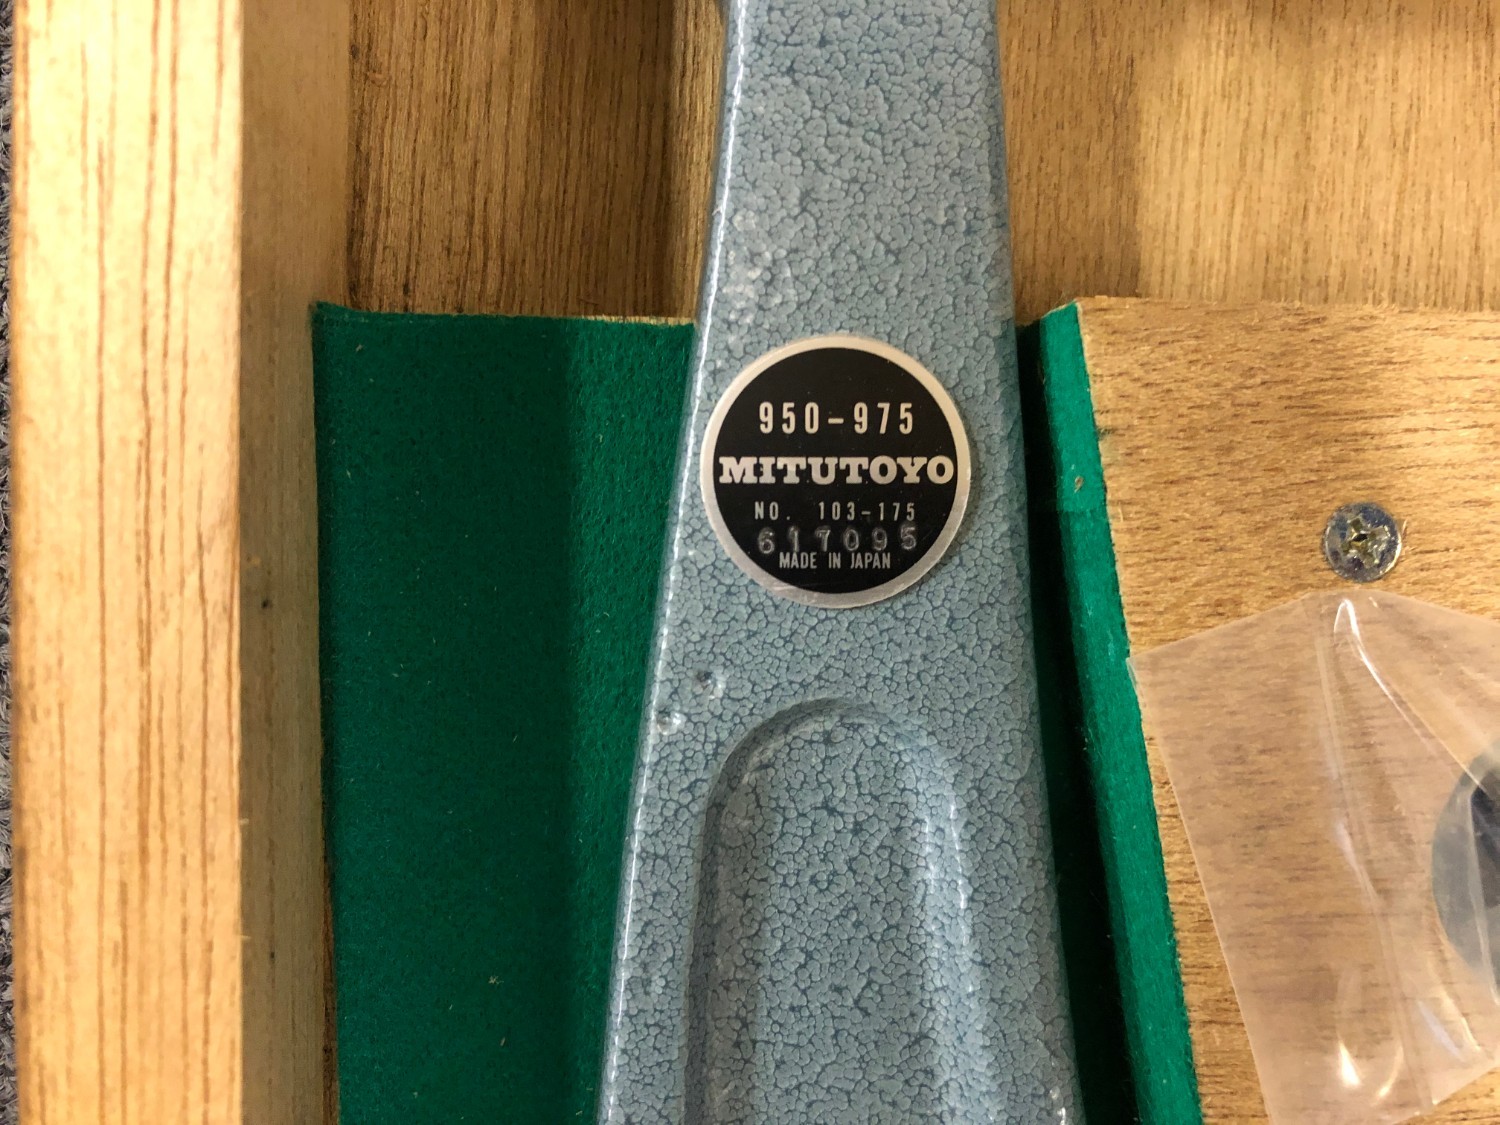 950-975
MITUTOYO
NO. 103-175
617095
MADE IN JAPAN